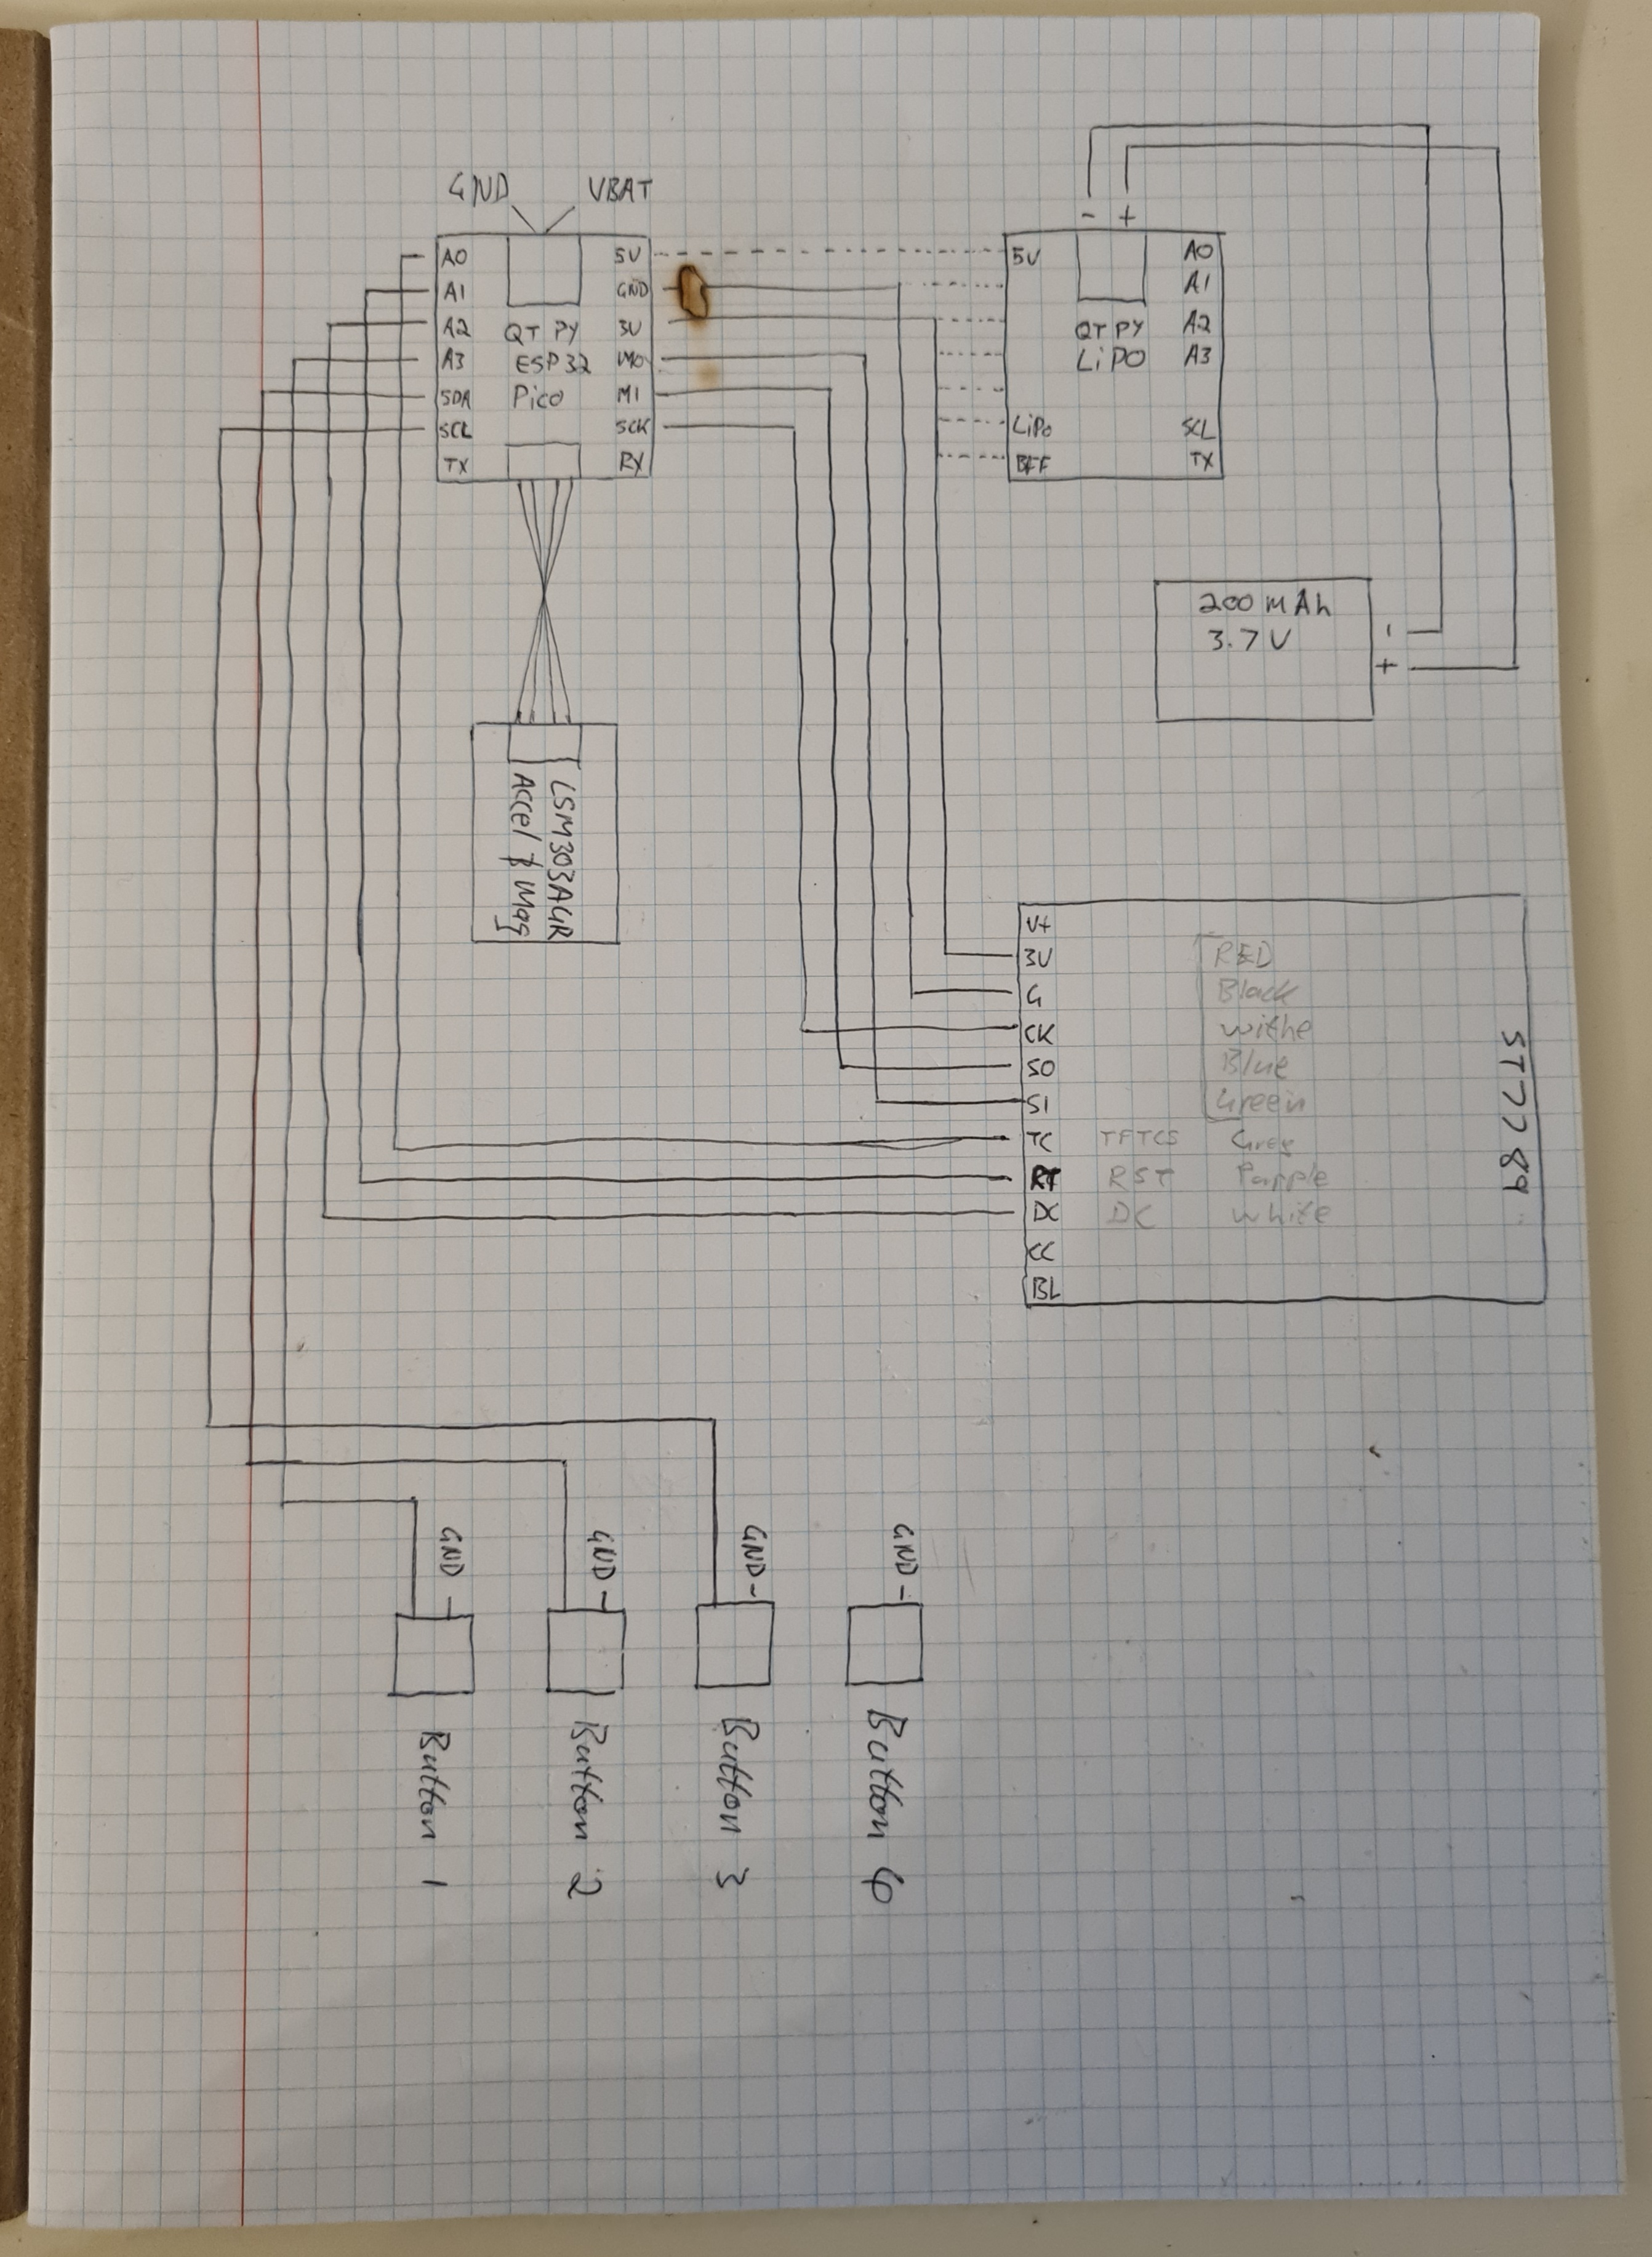 GND VBAT
- +
A0 5V
A1 GND
A2 QT PY 3V
A3 ESP32 MO
SDA Pico MI
SCL SCK
TX RX
5V A0
A1
QT PY A2
LiPO A3
LiPo SCL
BFF TX
200 mAh
3.7 V
-
+
LSM303AGR
Accel & Mag
V+
3V RED
G Black
CK withe
SO Blue
SI Green
TC TFTCS Grey
RT RST Papple
DC DC white
CC
BL
ST7789
GND
GND
GND
GND
Button 1
Button 2
Button 3
Button